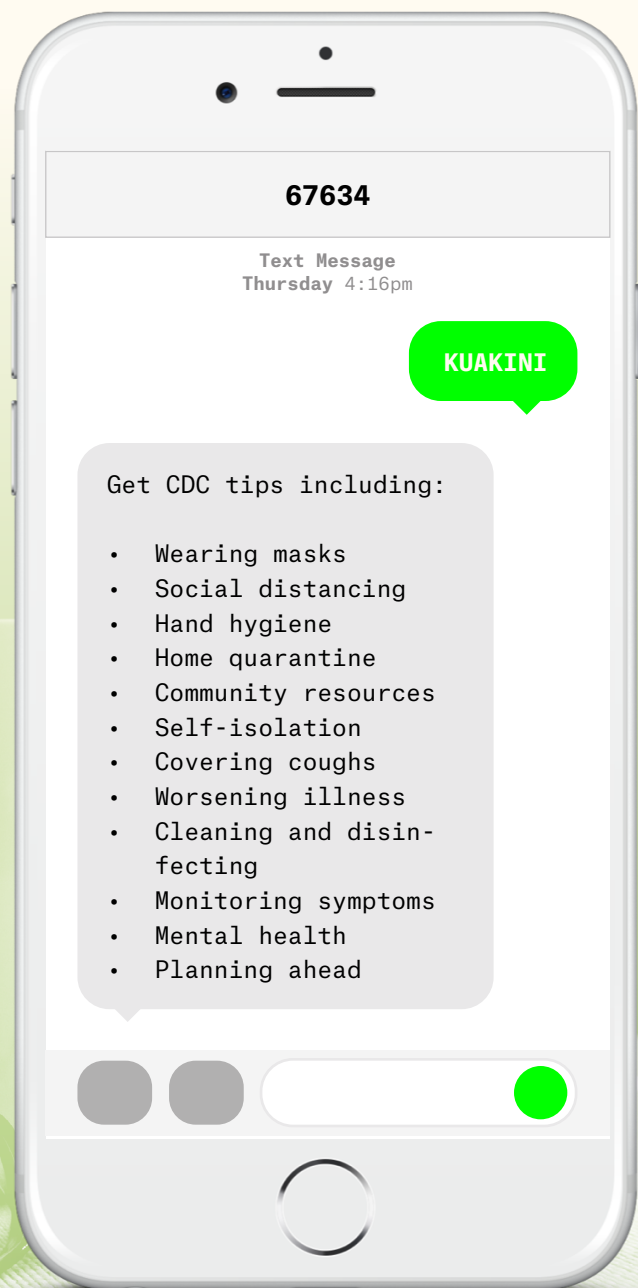 67634
Text Message
Thursday 4:16pm
KUAKINI
Get CDC tips including:
• Wearing masks
• Social distancing
• Hand hygiene
• Home quarantine
• Community resources
• Self-isolation
• Covering coughs
• Worsening illness
• Cleaning and disin-
fecting
• Monitoring symptoms
• Mental health
• Planning ahead